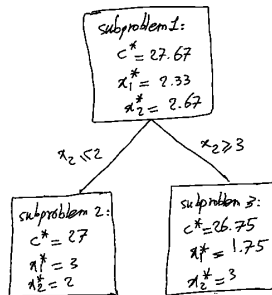 subproblem 1:
c* = 27.67
x₁* = 2.33
x₂* = 2.67
x₂ ≤ 2
x₂ ≥ 3
subproblem 2:
c* = 27
x₁* = 3
x₂* = 2
subproblem 3:
c* = 26.75
x₁* = 1.75
x₂* = 3